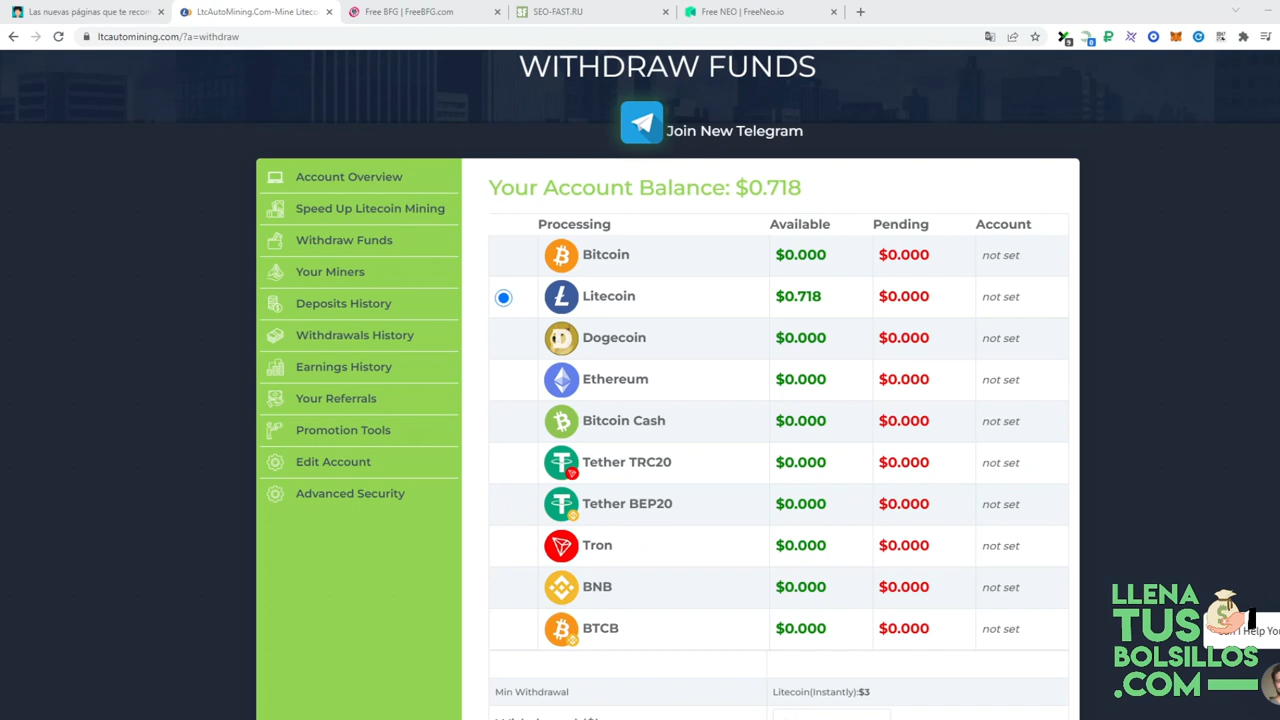 Las nuevas páginas que te recom
LtcAutoMining.Com-Mine Liteco
Free BFG | FreeBFG.com
SEO-FAST.RU
Free NEO | FreeNeo.io
ltcautomining.com/?a=withdraw
WITHDRAW FUNDS
Join New Telegram
Account Overview
Speed Up Litecoin Mining
Withdraw Funds
Your Miners
Deposits History
Withdrawals History
Earnings History
Your Referrals
Promotion Tools
Edit Account
Advanced Security
Your Account Balance: $0.718
Processing Available Pending Account
Bitcoin $0.000 $0.000 not set
Litecoin $0.718 $0.000 not set
Dogecoin $0.000 $0.000 not set
Ethereum $0.000 $0.000 not set
Bitcoin Cash $0.000 $0.000 not set
Tether TRC20 $0.000 $0.000 not set
Tether BEP20 $0.000 $0.000 not set
Tron $0.000 $0.000 not set
BNB $0.000 $0.000 not set
BTCB $0.000 $0.000 not set
Min Withdrawal Litecoin(Instantly):$3
I Help You
LLENA
TUS
BOLSILLOS
.COM